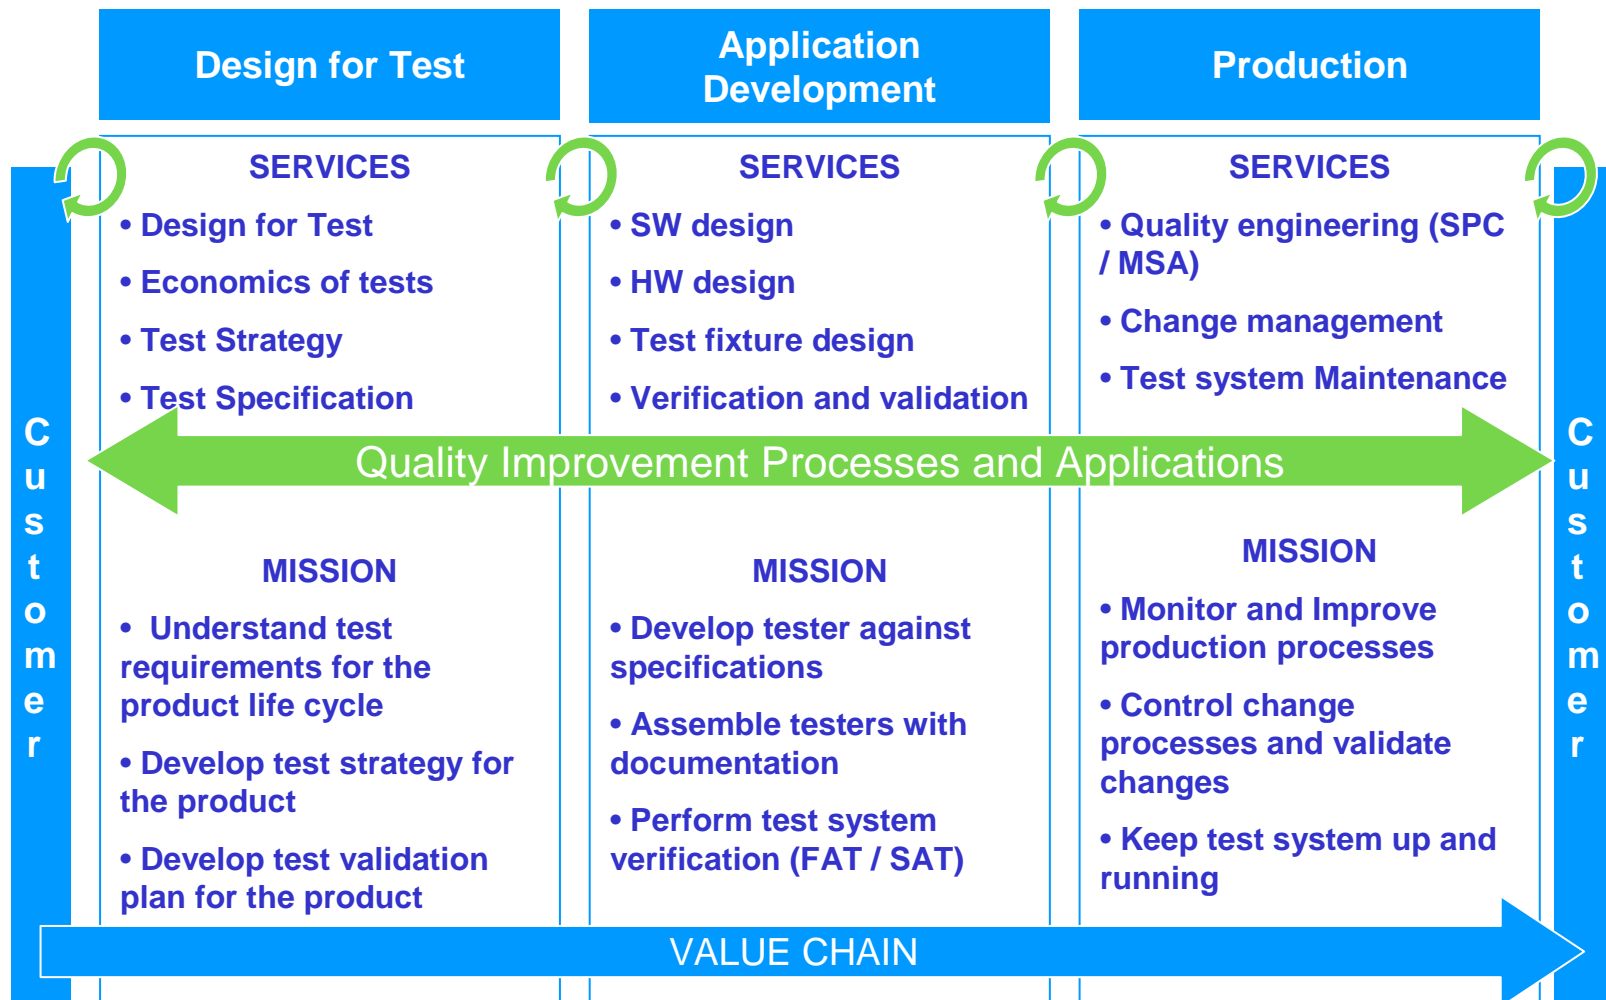 Design for Test
Application
Development
Production
Customer
SERVICES
• Design for Test
• Economics of tests
• Test Strategy
• Test Specification
SERVICES
• SW design
• HW design
• Test fixture design
• Verification and validation
SERVICES
• Quality engineering (SPC
/ MSA)
• Change management
• Test system Maintenance
Customer
Quality Improvement Processes and Applications
MISSION
• Understand test
requirements for the
product life cycle
• Develop test strategy for
the product
• Develop test validation
plan for the product
MISSION
• Develop tester against
specifications
• Assemble testers with
documentation
• Perform test system
verification (FAT / SAT)
MISSION
• Monitor and Improve
production processes
• Control change
processes and validate
changes
• Keep test system up and
running
VALUE CHAIN